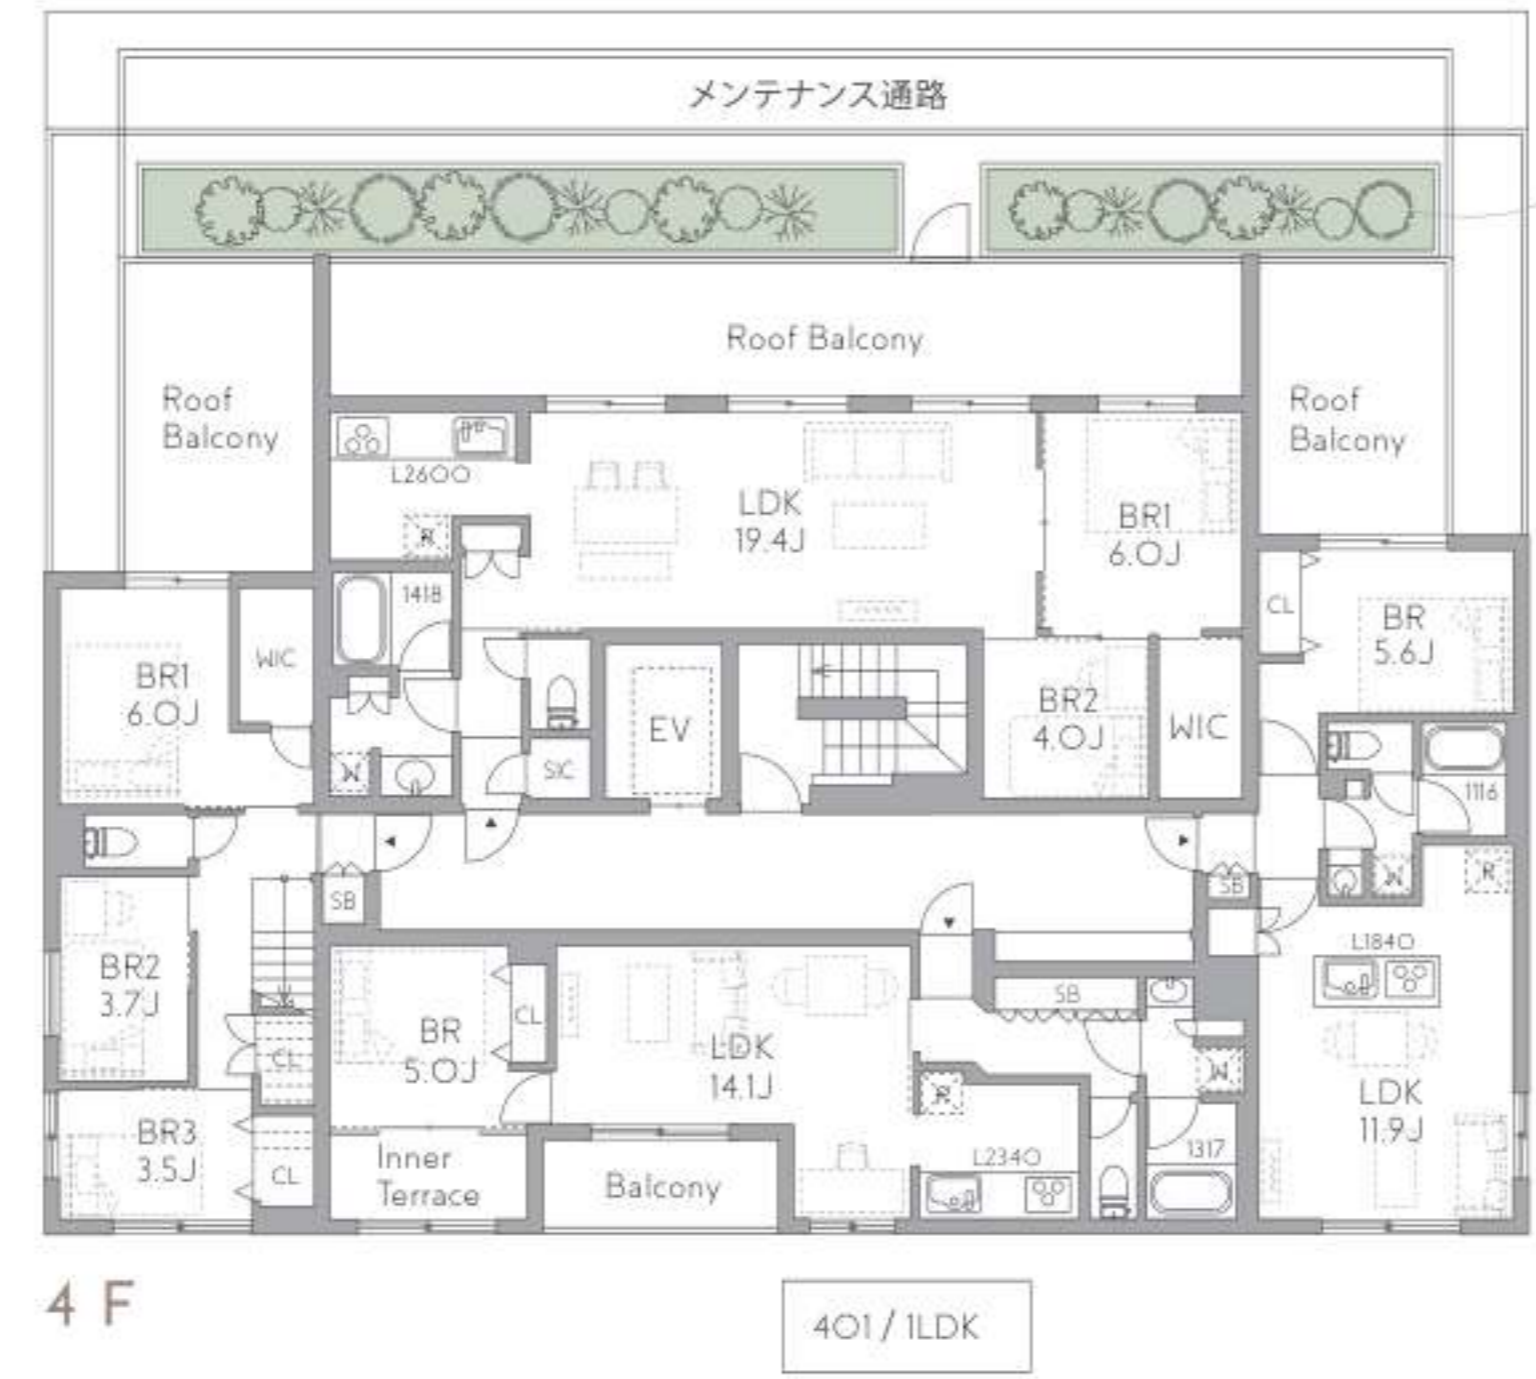 メンテナンス通路
Roof Balcony
Roof
Balcony
Roof
Balcony
L2600
R
LDK
19.4J
BR1
6.0J
1418
CL
BR
5.6J
WIC
BR1
6.0J
EV
BR2
4.0J
WIC
W
SIC
1116
SB
SB
W
R
BR2
3.7J
CL
BR
5.0J
CL
LDK
14.1J
SB
L1840
W
R
LDK
11.9J
BR3
3.5J
CL
Inner
Terrace
Balcony
L2340
1317
4 F
401 / 1LDK